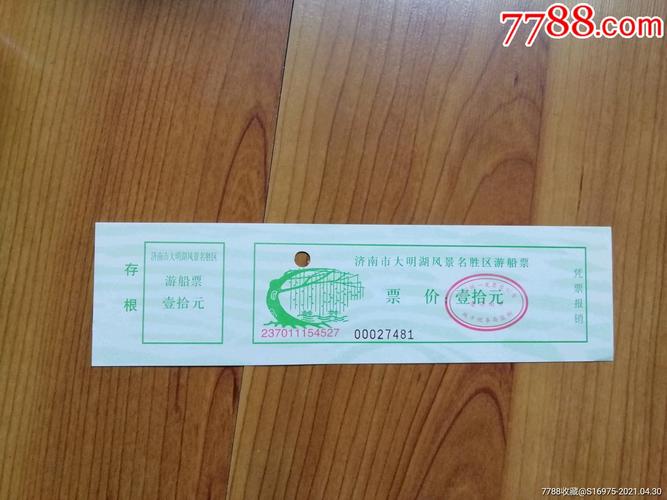 7788.com
存根
济南市大明湖风景名胜区
游船票
壹拾元
济南市大明湖风景名胜区游船票
票 价：壹拾元
237011154527
00027481
凭票报销
7788收藏@S16975-2021.04.30